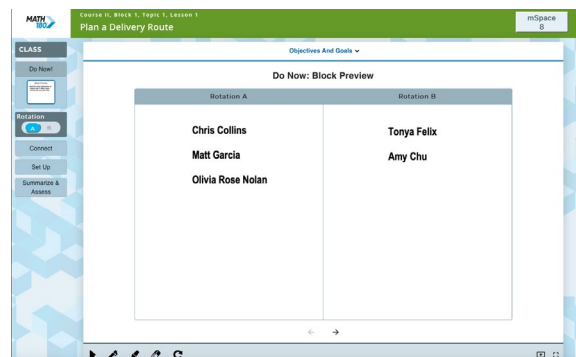 MATH 180
Course II, Block 1, Topic 1, Lesson 1
Plan a Delivery Route
mSpace
8
CLASS
Do Now!
Rotation
A B
Connect
Set Up
Summarize &
Assess
Objectives And Goals
Do Now: Block Preview
Rotation A
Rotation B
Chris Collins
Matt Garcia
Olivia Rose Nolan
Tonya Felix
Amy Chu